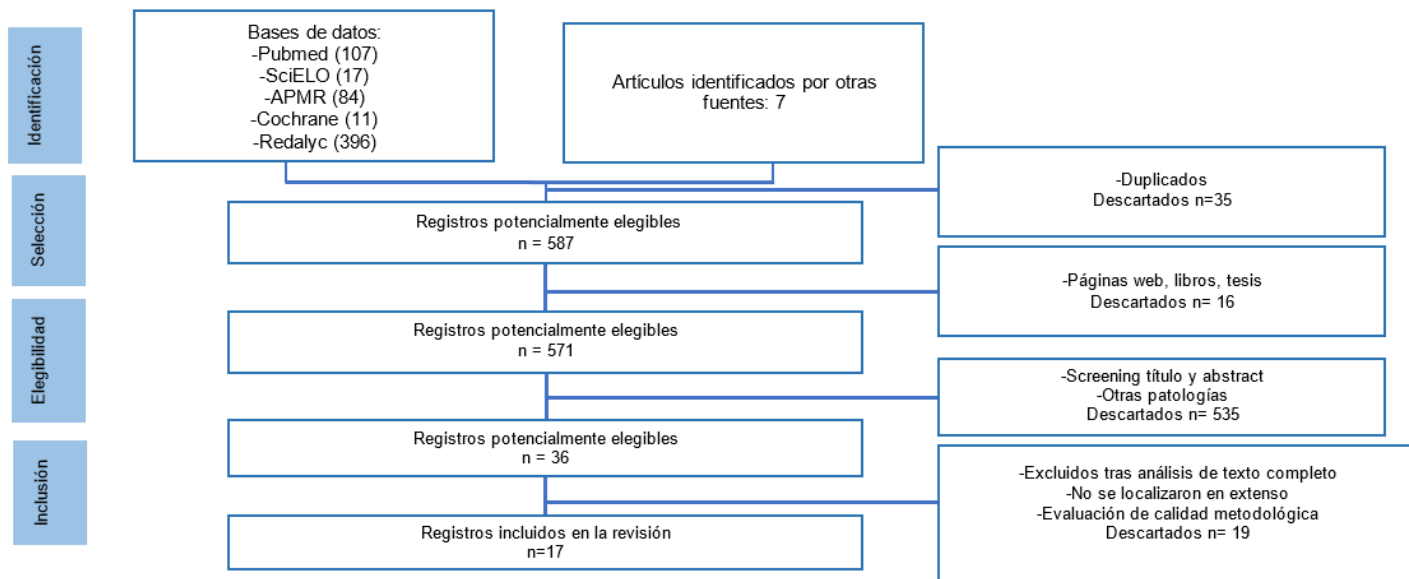 Identificación
Bases de datos:
-Pubmed (107)
-SciELO (17)
-APMR (84)
-Cochrane (11)
-Redalyc (396)
Artículos identificados por otras
fuentes: 7
-Duplicados
Descartados n=35
Selección
Registros potencialmente elegibles
n = 587
-Páginas web, libros, tesis
Descartados n= 16
Elegibilidad
Registros potencialmente elegibles
n = 571
-Screening título y abstract
-Otras patologías
Descartados n= 535
Registros potencialmente elegibles
n = 36
Inclusión
-Excluidos tras análisis de texto completo
-No se localizaron en extenso
-Evaluación de calidad metodológica
Descartados n= 19
Registros incluidos en la revisión
n=17